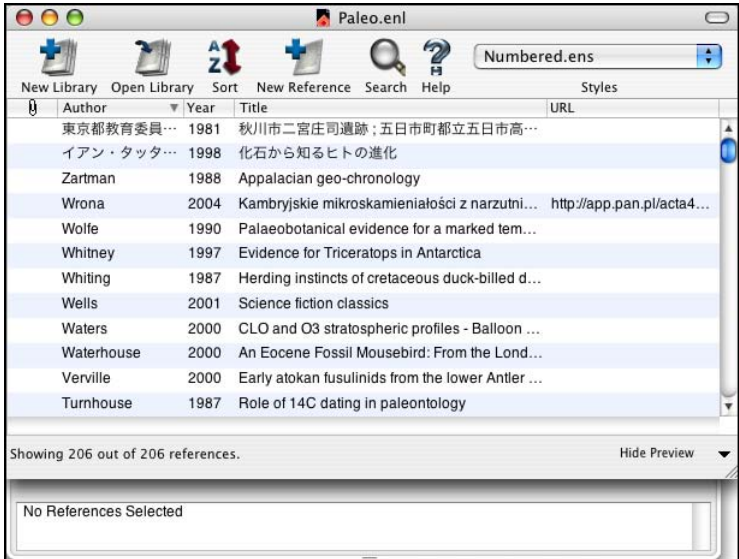 Paleo.enl
New Library Open Library Sort New Reference Search Help Numbered.ens Styles
Author Year Title URL
東京都教育委員… 1981 秋川市二宮庄司遺跡 ; 五日市町都立五日市高…
イアン・タッタ… 1998 化石から知るヒトの進化
Zartman 1988 Appalacian geo-chronology
Wrona 2004 Kambryjskie mikroskamieniałości z narzutni... http://app.pan.pl/acta4...
Wolfe 1990 Palaeobotanical evidence for a marked tem...
Whitney 1997 Evidence for Triceratops in Antarctica
Whiting 1987 Herding instincts of cretaceous duck-billed d...
Wells 2001 Science fiction classics
Waters 2000 CLO and O3 stratospheric profiles - Balloon ...
Waterhouse 2000 An Eocene Fossil Mousebird: From the Lond...
Verville 2000 Early atokan fusulinids from the lower Antler ...
Turnhouse 1987 Role of 14C dating in paleontology
Showing 206 out of 206 references. Hide Preview
No References Selected